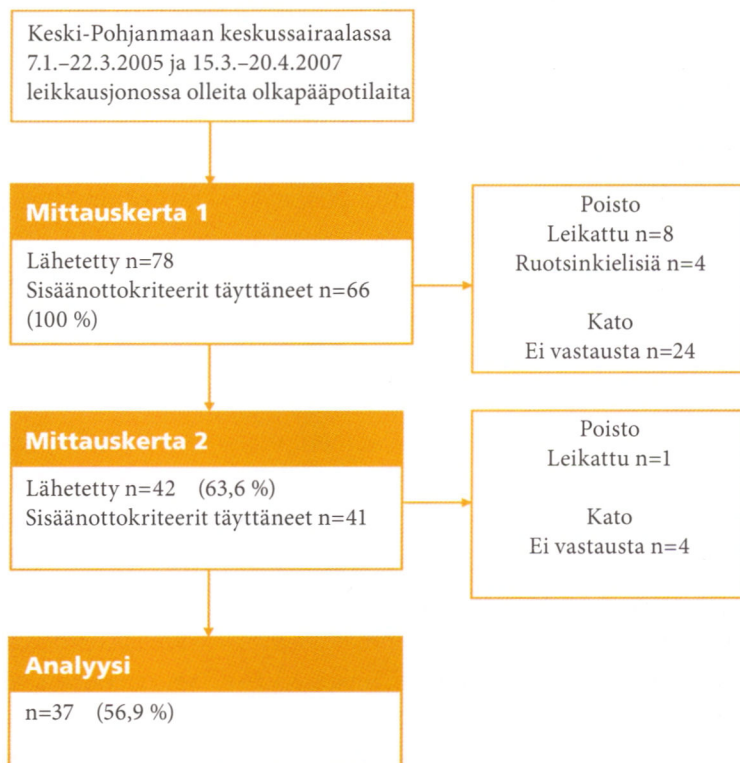 Keski-Pohjanmaan keskussairaalassa
7.1.–22.3.2005 ja 15.3.–20.4.2007
leikkausjonossa olleita olkapääpotilaita
Mittauskerta 1
Lähetetty n=78
Sisäänottokriteerit täyttäneet n=66
(100 %)
Poisto
Leikattu n=8
Ruotsinkielisiä n=4
Kato
Ei vastausta n=24
Mittauskerta 2
Lähetetty n=42 (63,6 %)
Sisäänottokriteerit täyttäneet n=41
Poisto
Leikattu n=1
Kato
Ei vastausta n=4
Analyysi
n=37 (56,9 %)